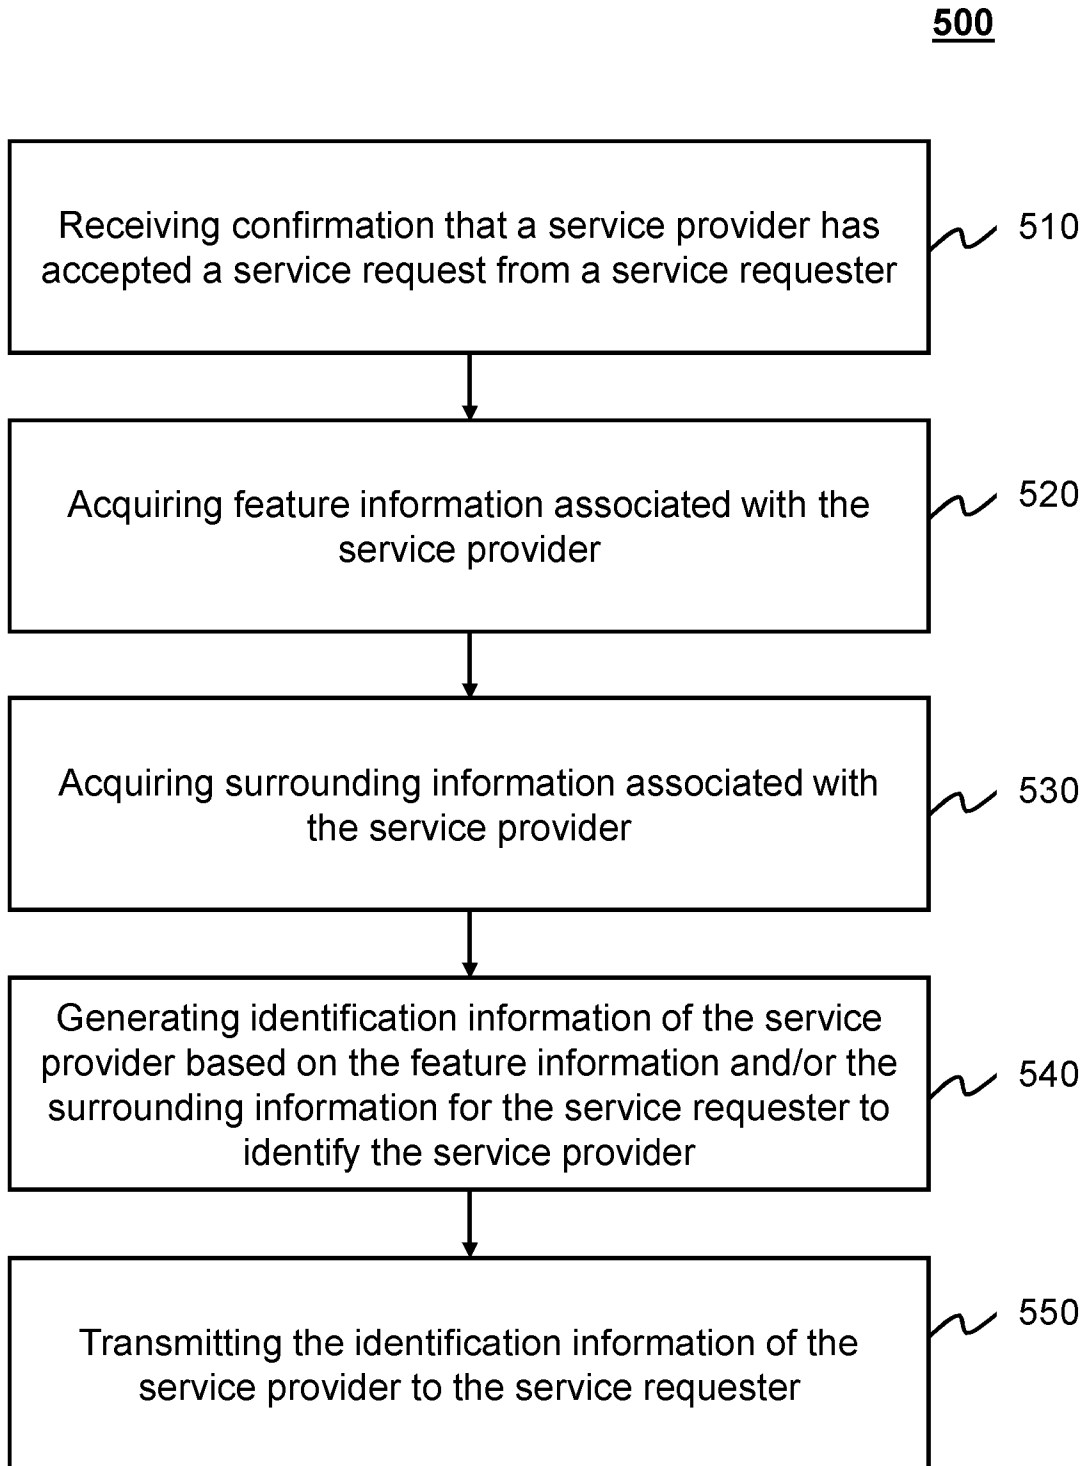 500
Receiving confirmation that a service provider has
accepted a service request from a service requester
510
Acquiring feature information associated with the
service provider
520
Acquiring surrounding information associated with
the service provider
530
Generating identification information of the service
provider based on the feature information and/or the
surrounding information for the service requester to
identify the service provider
540
Transmitting the identification information of the
service provider to the service requester
550